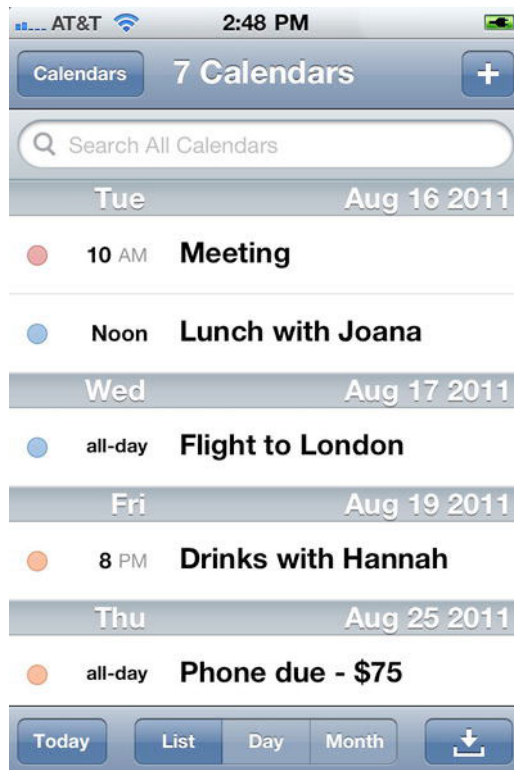 AT&T 2:48 PM
Calendars 7 Calendars +
Search All Calendars
Tue Aug 16 2011
10 AM Meeting
Noon Lunch with Joana
Wed Aug 17 2011
all-day Flight to London
Fri Aug 19 2011
8 PM Drinks with Hannah
Thu Aug 25 2011
all-day Phone due - $75
Today List Day Month